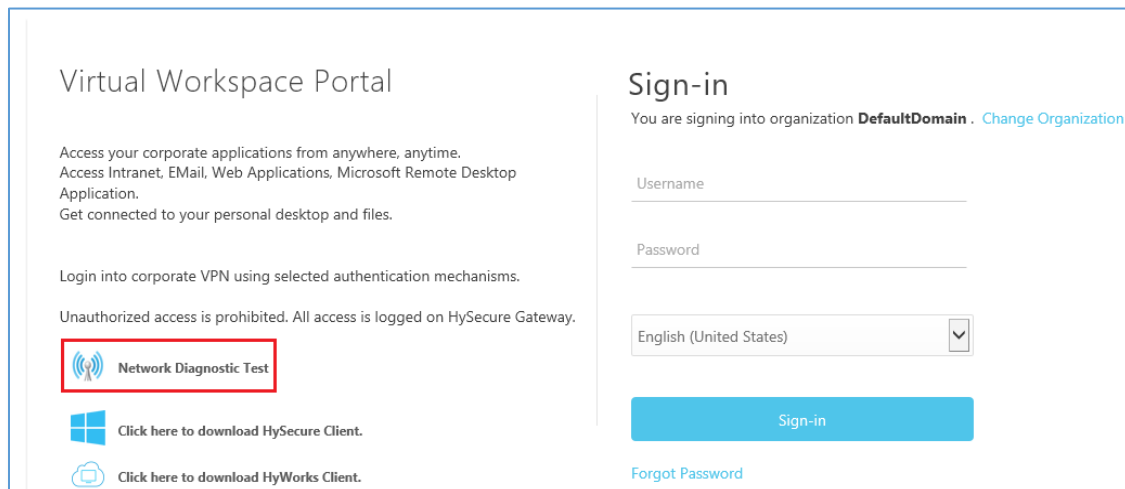 Virtual Workspace Portal
Access your corporate applications from anywhere, anytime.
Access Intranet, EMail, Web Applications, Microsoft Remote Desktop
Application.
Get connected to your personal desktop and files.
Login into corporate VPN using selected authentication mechanisms.
Unauthorized access is prohibited. All access is logged on HySecure Gateway.
Network Diagnostic Test
Click here to download HySecure Client.
Click here to download HyWorks Client.
Sign-in
You are signing into organization DefaultDomain . Change Organization
Username
Password
English (United States)
Sign-in
Forgot Password